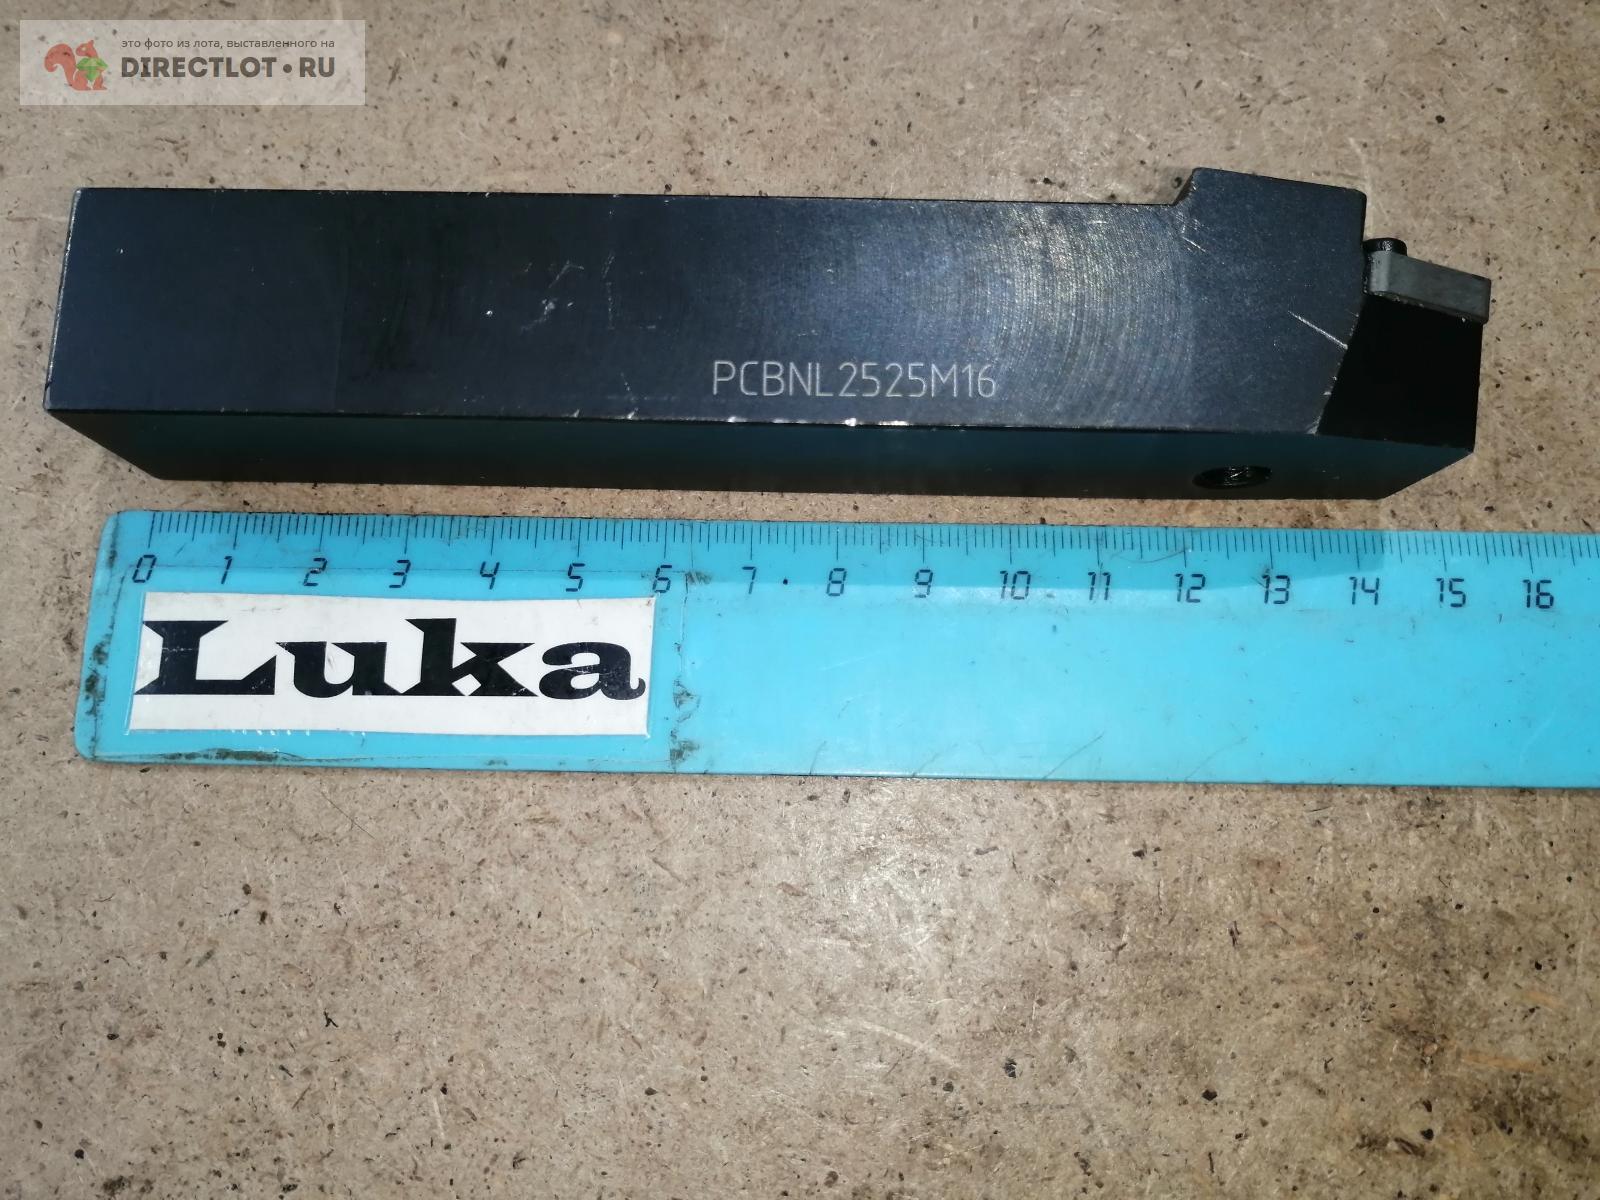 это фото из лота, выставленного на
DIRECTLOT•RU
PCBNL2525M16
0 1 2 3 4 5 6 7 8 9 10 11 12 13 14 15 16
Luka